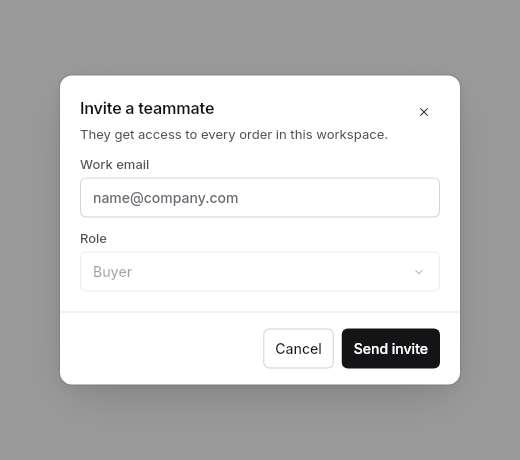 Invite a teammate
They get access to every order in this workspace.
Work email
name@company.com
Role
Buyer
Cancel
Send invite